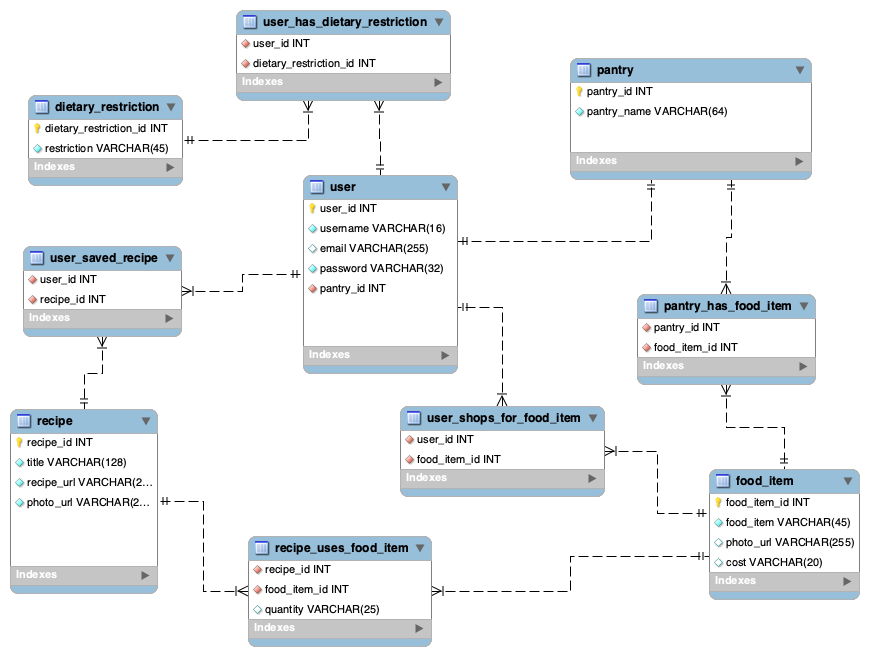 user_has_dietary_restriction
user_id INT
dietary_restriction_id INT
Indexes
pantry
pantry_id INT
pantry_name VARCHAR(64)
Indexes
dietary_restriction
dietary_restriction_id INT
restriction VARCHAR(45)
Indexes
user
user_id INT
username VARCHAR(16)
email VARCHAR(255)
password VARCHAR(32)
pantry_id INT
Indexes
user_saved_recipe
user_id INT
recipe_id INT
Indexes
pantry_has_food_item
pantry_id INT
food_item_id INT
Indexes
recipe
recipe_id INT
title VARCHAR(128)
recipe_url VARCHAR(2...
photo_url VARCHAR(2...
Indexes
user_shops_for_food_item
user_id INT
food_item_id INT
Indexes
food_item
food_item_id INT
food_item VARCHAR(45)
photo_url VARCHAR(255)
cost VARCHAR(20)
Indexes
recipe_uses_food_item
recipe_id INT
food_item_id INT
quantity VARCHAR(25)
Indexes